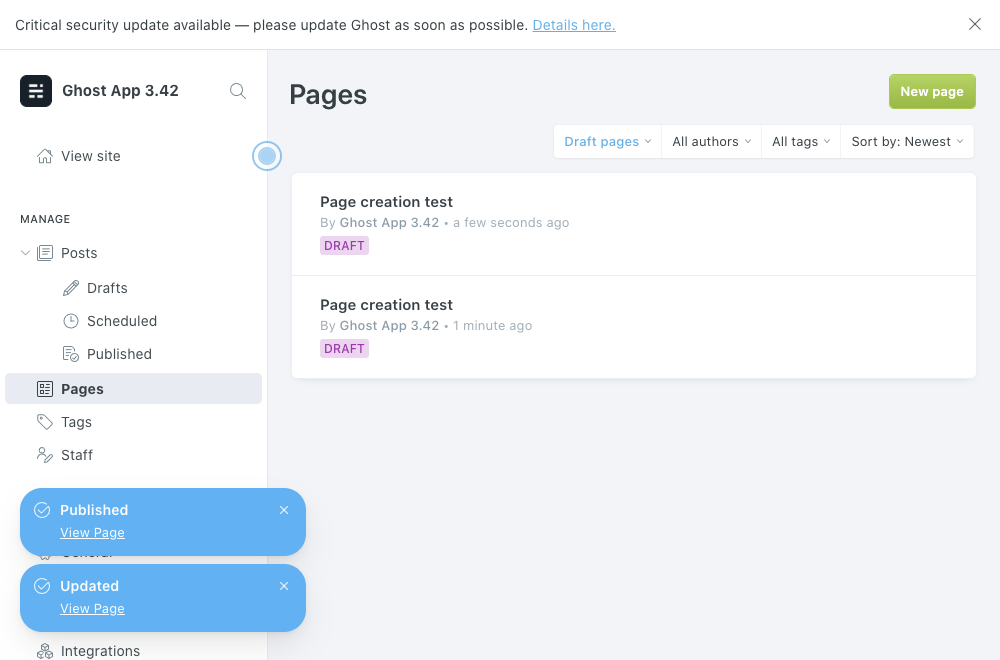 Critical security update available — please update Ghost as soon as possible. Details here.
Ghost App 3.42
View site
MANAGE
Posts
Drafts
Scheduled
Published
Pages
Tags
Staff
Published
View Page
Updated
View Page
Integrations
Pages
New page
Draft pages
All authors
All tags
Sort by: Newest
Page creation test
By Ghost App 3.42 • a few seconds ago
DRAFT
Page creation test
By Ghost App 3.42 • 1 minute ago
DRAFT